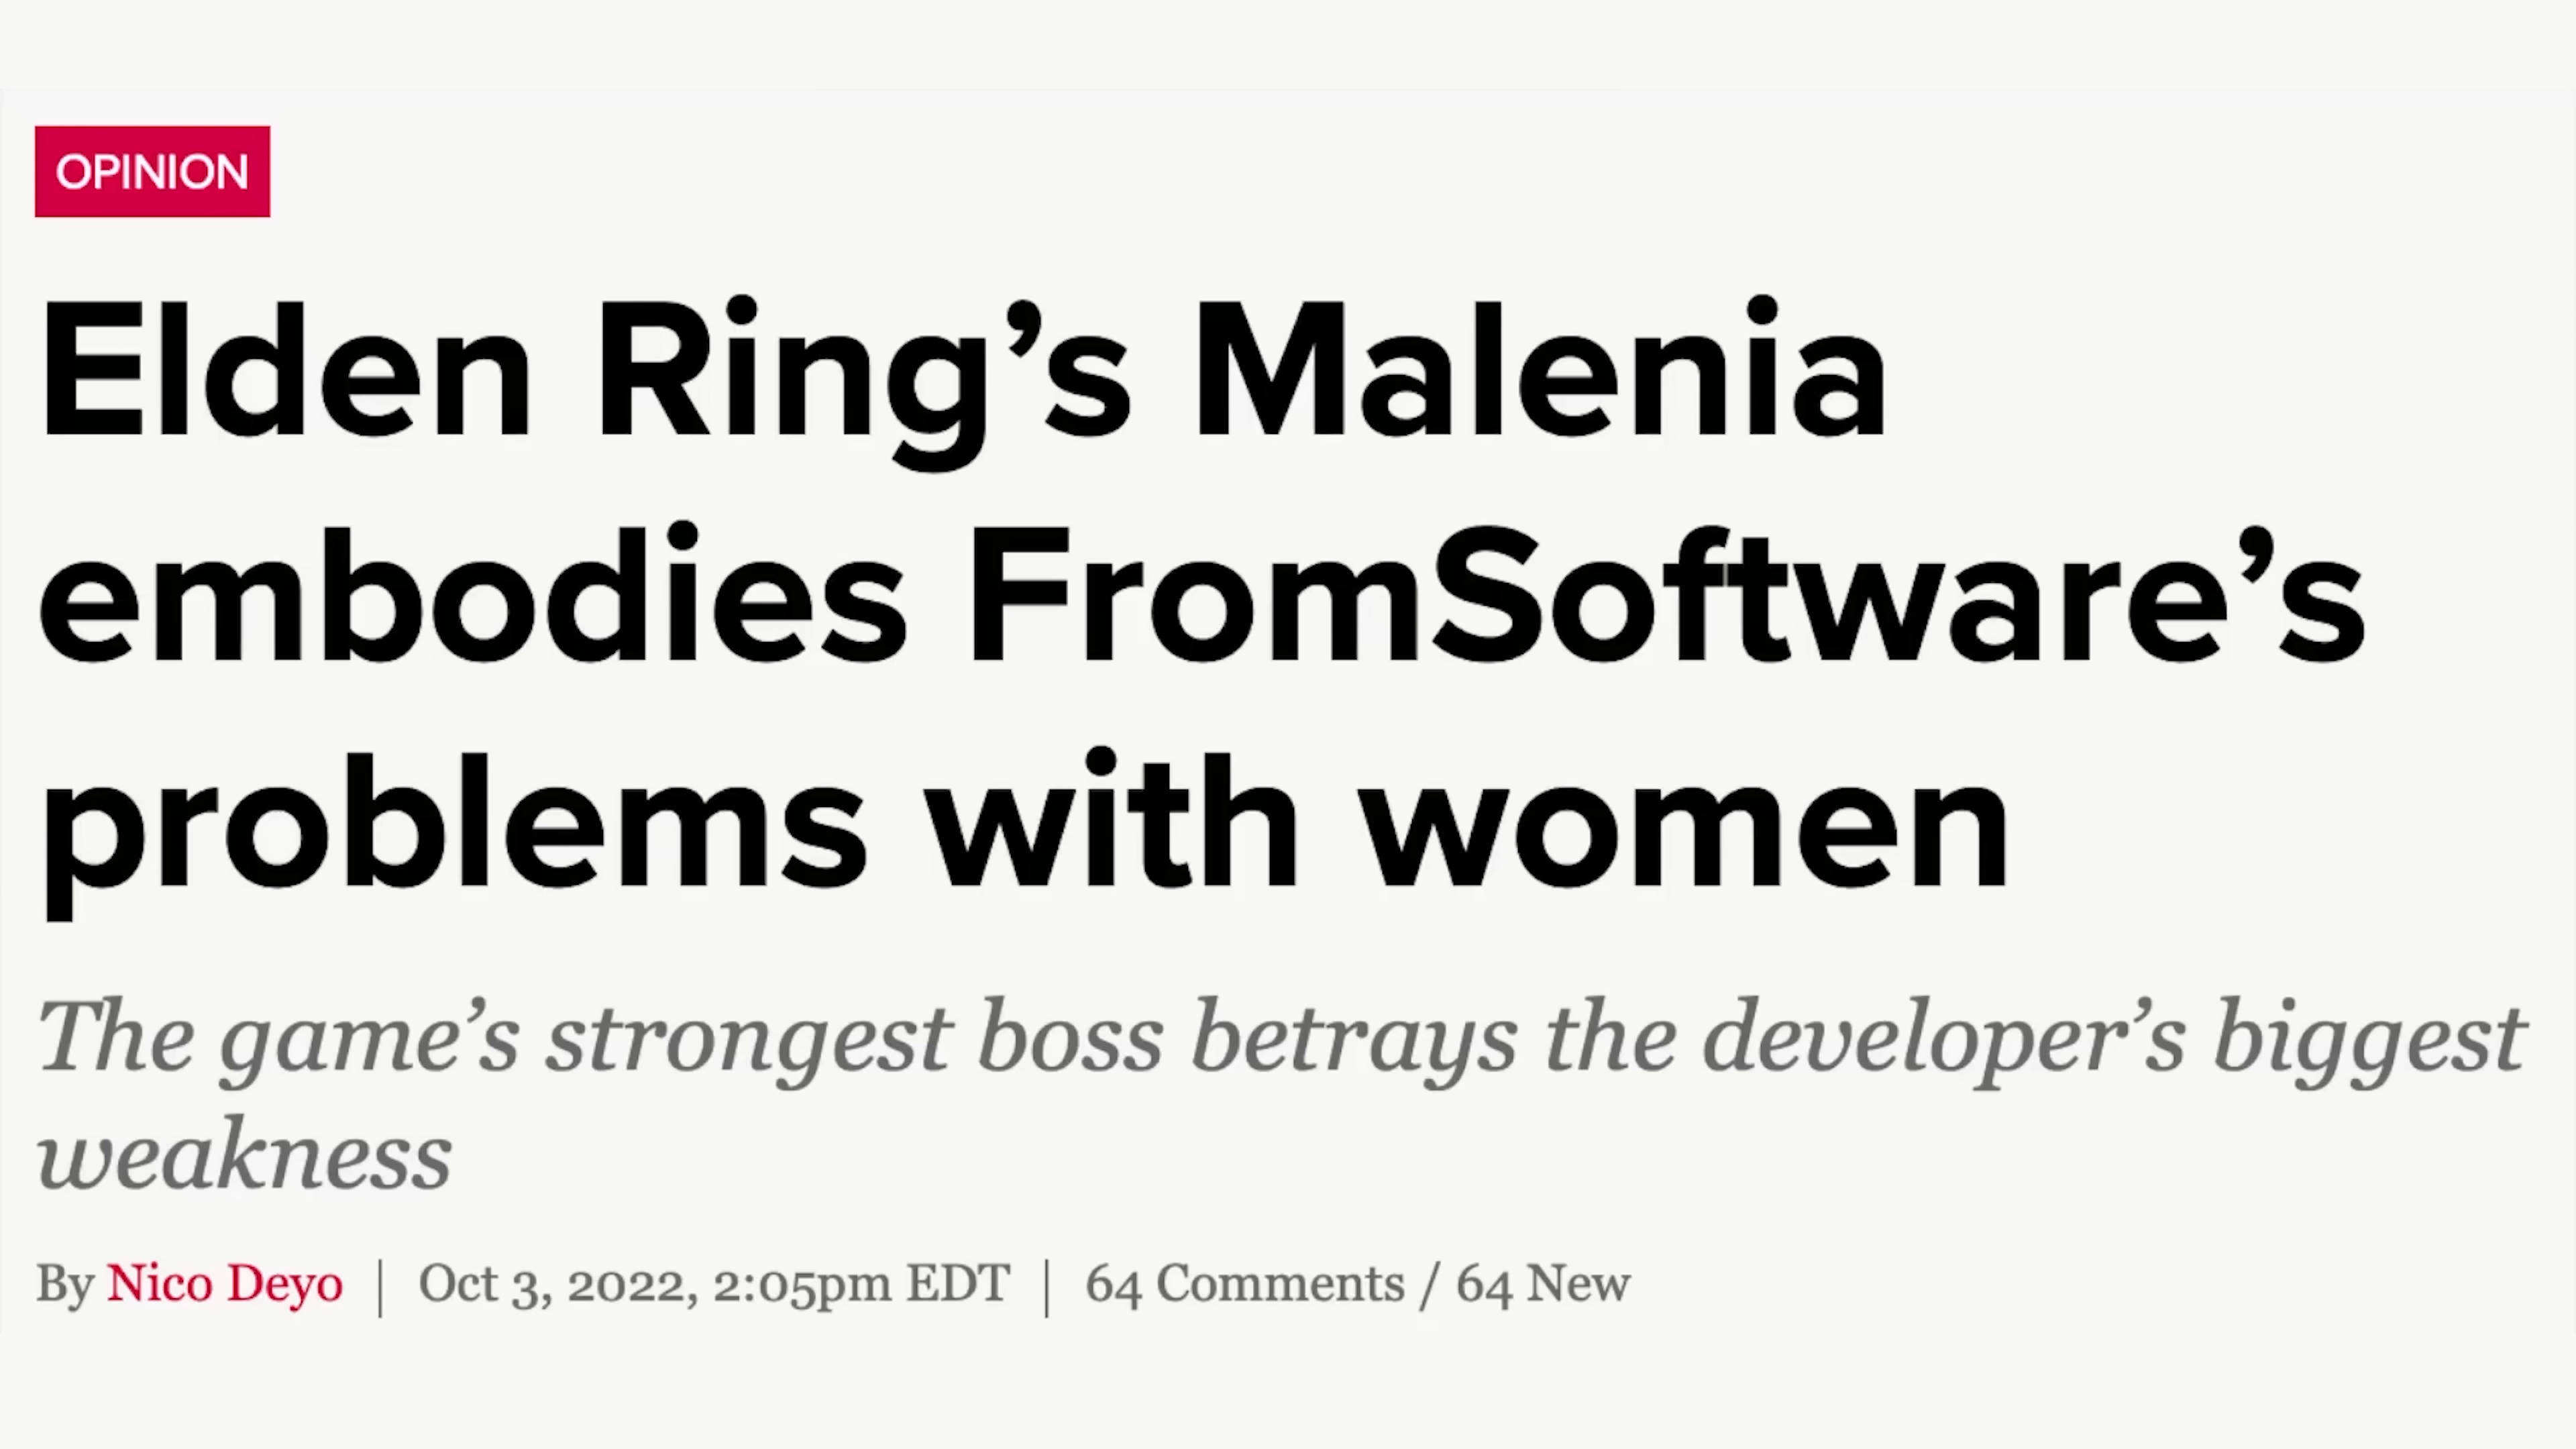 OPINION
Elden Ring’s Malenia
embodies FromSoftware’s
problems with women
The game’s strongest boss betrays the developer’s biggest
weakness
By Nico Deyo | Oct 3, 2022, 2:05pm EDT | 64 Comments / 64 New